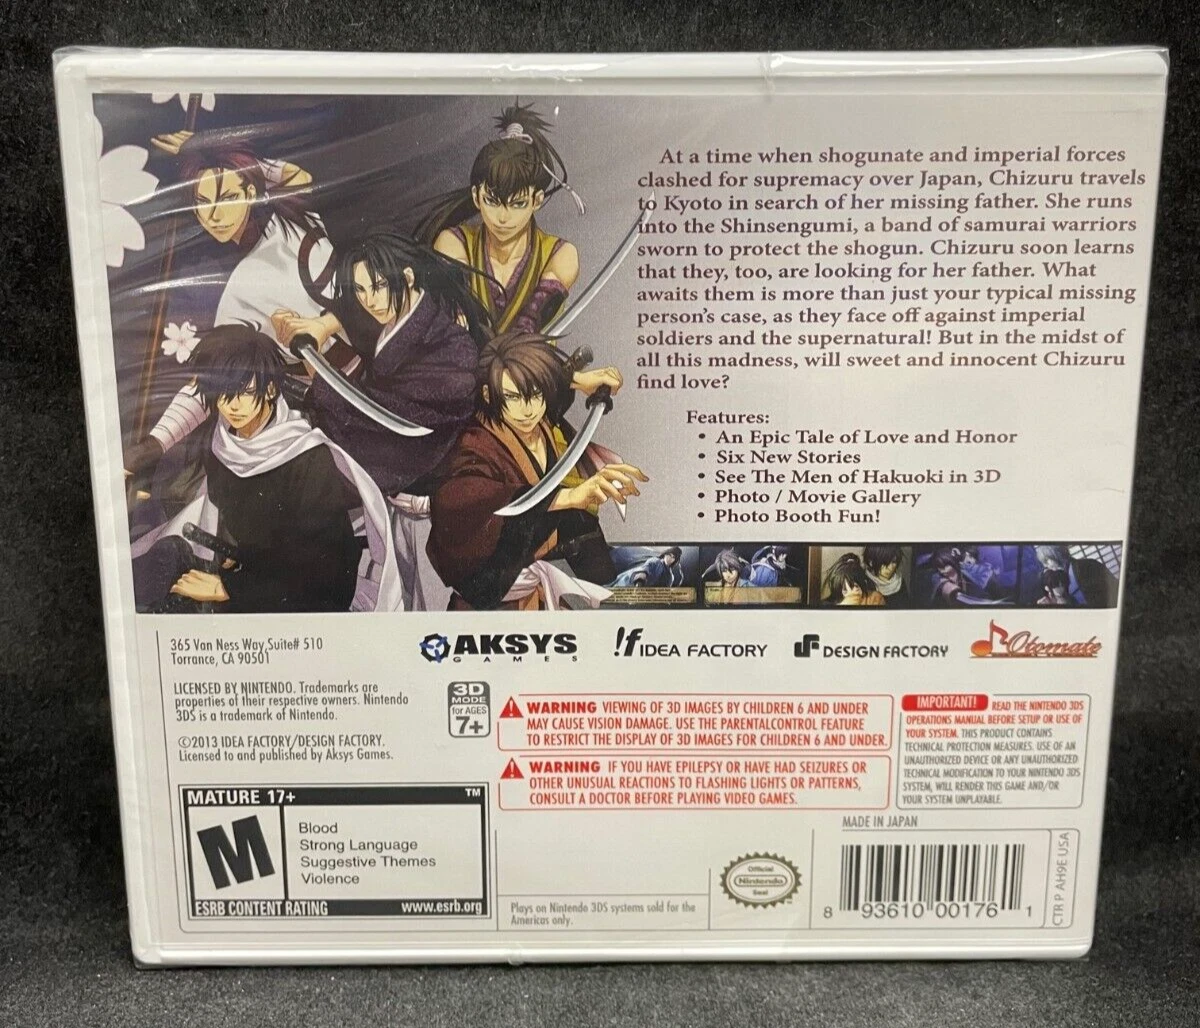 At a time when shogunate and imperial forces
clashed for supremacy over Japan, Chizuru travels
to Kyoto in search of her missing father. She runs
into the Shinsengumi, a band of samurai warriors
sworn to protect the shogun. Chizuru soon learns
that they, too, are looking for her father. What
awaits them is more than just your typical missing
person's case, as they face off against imperial
soldiers and the supernatural! But in the midst of
all this madness, will sweet and innocent Chizuru
find love?
Features:
• An Epic Tale of Love and Honor
• Six New Stories
• See The Men of Hakuoki in 3D
• Photo / Movie Gallery
• Photo Booth Fun!
365 Van Ness Way, Suite# 510
Torrance, CA 90501
AKSYS
GAMES
!f IDEA FACTORY
DESIGN FACTORY
Otomate
LICENSED BY NINTENDO. Trademarks are
properties of their respective owners. Nintendo
3DS is a trademark of Nintendo.
©2013 IDEA FACTORY/DESIGN FACTORY.
Licensed to and published by Aksys Games.
3D
MODE
for AGES
7+
WARNING VIEWING OF 3D IMAGES BY CHILDREN 6 AND UNDER
MAY CAUSE VISION DAMAGE. USE THE PARENTALCONTROL FEATURE
TO RESTRICT THE DISPLAY OF 3D IMAGES FOR CHILDREN 6 AND UNDER.
WARNING IF YOU HAVE EPILEPSY OR HAVE HAD SEIZURES OR
OTHER UNUSUAL REACTIONS TO FLASHING LIGHTS OR PATTERNS,
CONSULT A DOCTOR BEFORE PLAYING VIDEO GAMES.
IMPORTANT! READ THE NINTENDO 3DS
OPERATIONS MANUAL BEFORE SETUP OR USE OF
YOUR SYSTEM. THIS PRODUCT CONTAINS
TECHNICAL PROTECTION MEASURES. USE OF AN
UNAUTHORIZED DEVICE OR ANY UNAUTHORIZED
TECHNICAL MODIFICATION TO YOUR NINTENDO 3DS
SYSTEM, WILL RENDER THIS GAME AND/OR
YOUR SYSTEM UNPLAYABLE.
MATURE 17+ TM
M
Blood
Strong Language
Suggestive Themes
Violence
ESRB CONTENT RATING www.esrb.org
Plays on Nintendo 3DS systems sold for the
Americas only.
Official
Nintendo
Seal
MADE IN JAPAN
8 93610 00176 1
CTR P AH9E USA